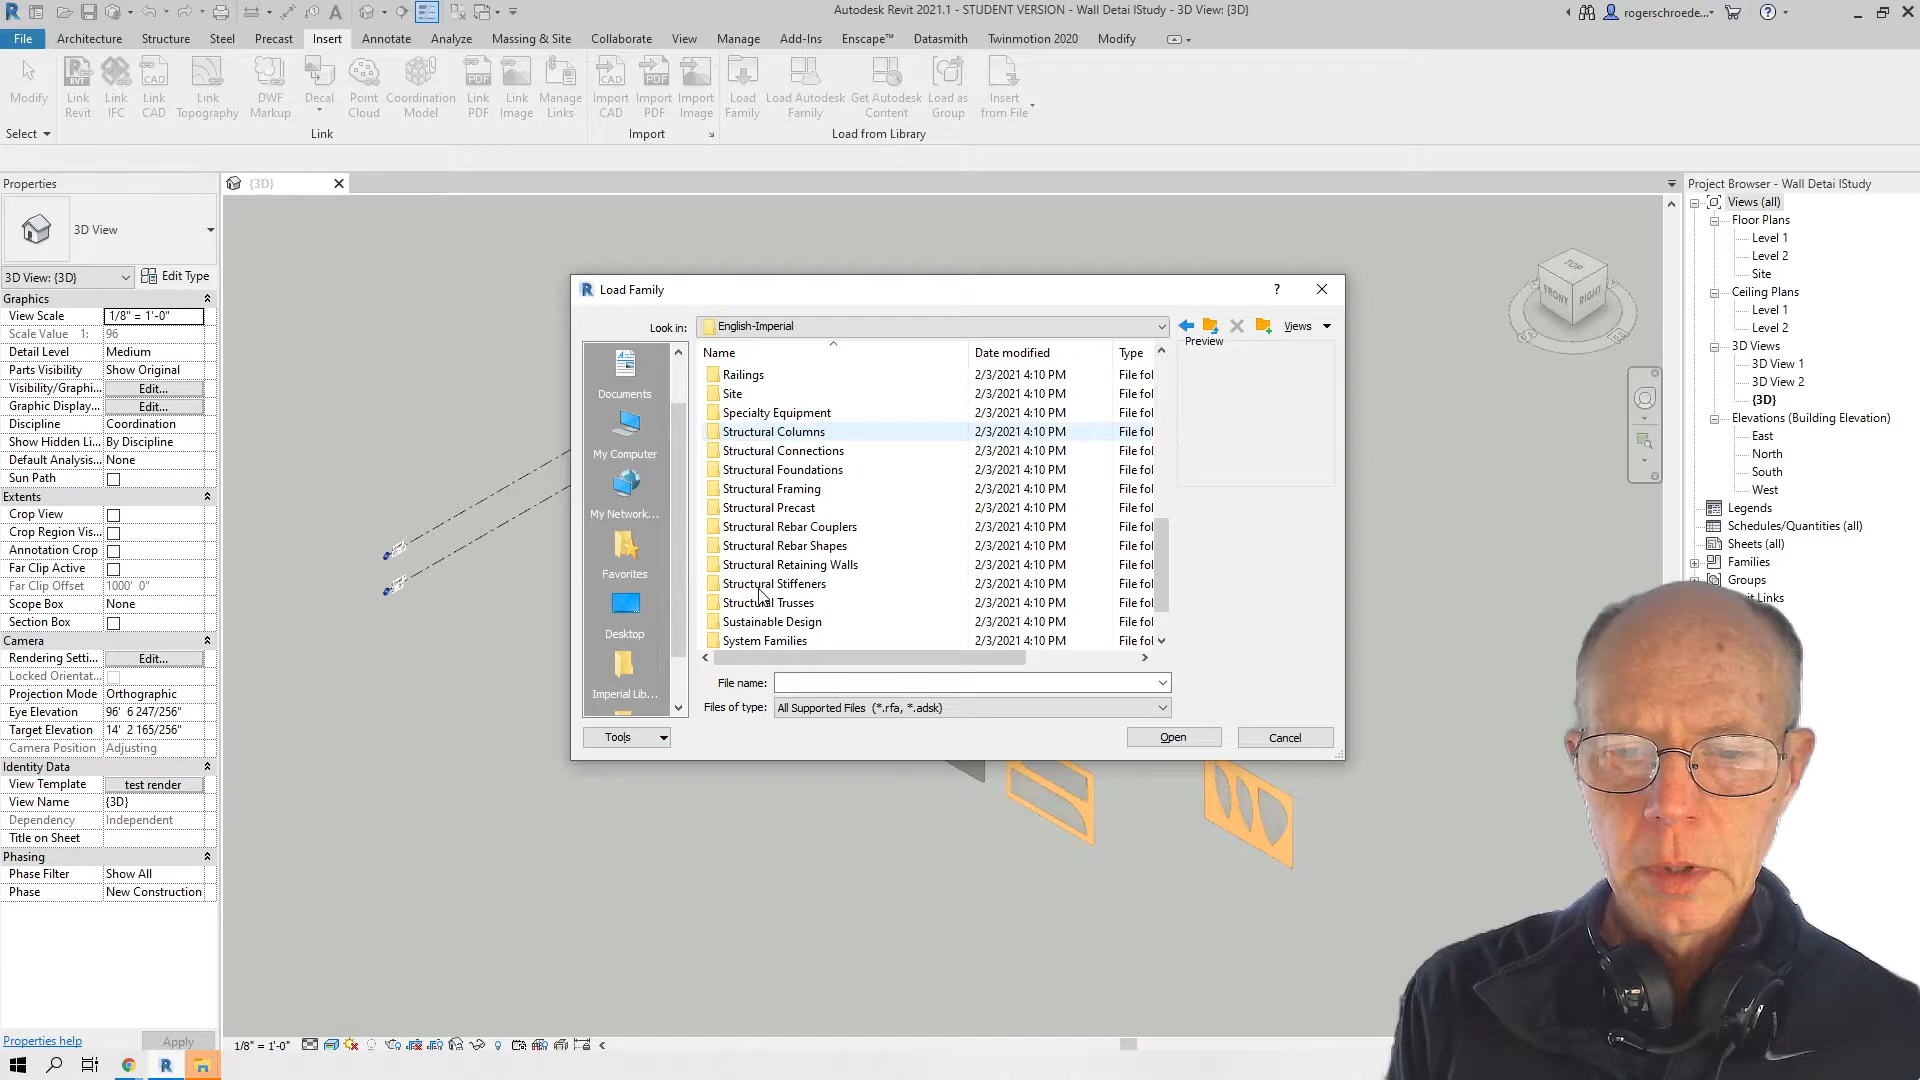 Autodesk Revit 2021.1 - STUDENT VERSION - Wall Detai lStudy - 3D View: {3D}
rogerschroede...
File Architecture Structure Steel Precast Insert Annotate Analyze Massing & Site Collaborate View Manage Add-Ins Enscape™ Datasmith Twinmotion 2020 Modify
Modify
Link Revit
Link IFC
Link CAD
Link Topography
DWF Markup
Decal
Point Cloud
Coordination Model
Link PDF
Link Image
Manage Links
Import CAD
Import PDF
Import Image
Load Family
Load Autodesk Family
Get Autodesk Content
Load as Group
Insert from File
Select
Link
Import
Load from Library
Properties
{3D}
Project Browser - Wall Detai lStudy
3D View
3D View: {3D}
Edit Type
Graphics
View Scale 1/8" = 1'-0"
Scale Value 1: 96
Detail Level Medium
Parts Visibility Show Original
Visibility/Graphi... Edit...
Graphic Display... Edit...
Discipline Coordination
Show Hidden Li... By Discipline
Default Analysis... None
Sun Path
Extents
Crop View
Crop Region Vis...
Annotation Crop
Far Clip Active
Far Clip Offset 1000' 0"
Scope Box None
Section Box
Camera
Rendering Setti... Edit...
Locked Orientat...
Projection Mode Orthographic
Eye Elevation 96' 6 247/256"
Target Elevation 14' 2 165/256"
Camera Position Adjusting
Identity Data
View Template test render
View Name {3D}
Dependency Independent
Title on Sheet
Phasing
Phase Filter Show All
Phase New Construction
Properties help
Apply
Load Family
Look in: English-Imperial
Views
Preview
Documents
My Computer
My Network...
Favorites
Desktop
Imperial Lib...
Name Date modified Type
Railings 2/3/2021 4:10 PM File fol
Site 2/3/2021 4:10 PM File fol
Specialty Equipment 2/3/2021 4:10 PM File fol
Structural Columns 2/3/2021 4:10 PM File fol
Structural Connections 2/3/2021 4:10 PM File fol
Structural Foundations 2/3/2021 4:10 PM File fol
Structural Framing 2/3/2021 4:10 PM File fol
Structural Precast 2/3/2021 4:10 PM File fol
Structural Rebar Couplers 2/3/2021 4:10 PM File fol
Structural Rebar Shapes 2/3/2021 4:10 PM File fol
Structural Retaining Walls 2/3/2021 4:10 PM File fol
Structural Stiffeners 2/3/2021 4:10 PM File fol
Structural Trusses 2/3/2021 4:10 PM File fol
Sustainable Design 2/3/2021 4:10 PM File fol
System Families 2/3/2021 4:10 PM File fol
File name:
Files of type: All Supported Files (*.rfa, *.adsk)
Tools
Open
Cancel
TOP
FRONT
RIGHT
Views (all)
Floor Plans
Level 1
Level 2
Site
Ceiling Plans
Level 1
Level 2
3D Views
3D View 1
3D View 2
{3D}
Elevations (Building Elevation)
East
North
South
West
Legends
Schedules/Quantities (all)
Sheets (all)
Families
Groups
Links
1/8" = 1'-0"